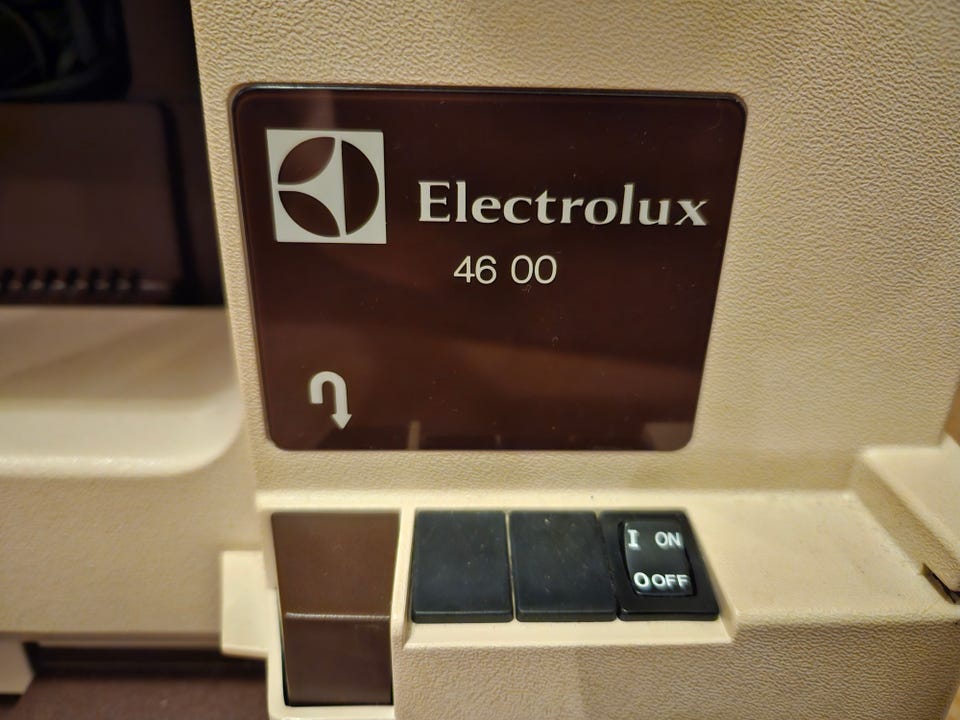 Electrolux
46 00
I ON
O OFF